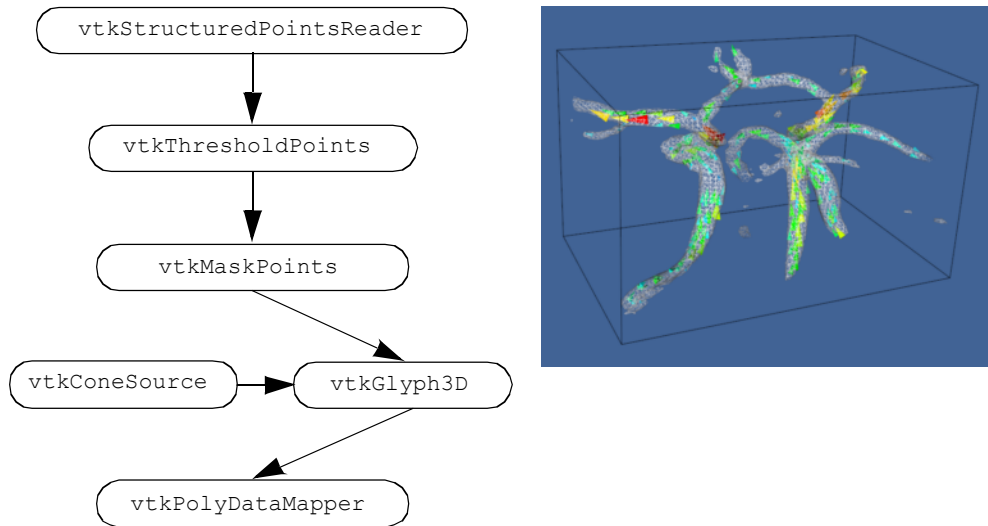 vtkStructuredPointsReader
vtkThresholdPoints
vtkMaskPoints
vtkConeSource
vtkGlyph3D
vtkPolyDataMapper